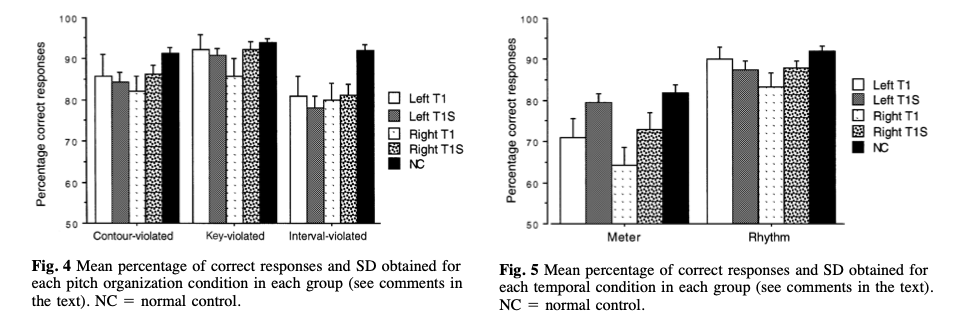 100
90
80
70
60
50
Percentage correct responses
Contour-violated Key-violated Interval-violated
Left T1
Left T1S
Right T1
Right T1S
NC
Fig. 4 Mean percentage of correct responses and SD obtained for
each pitch organization condition in each group (see comments in
the text). NC = normal control.
100
90
80
70
60
50
Percentage correct responses
Meter Rhythm
Left T1
Left T1S
Right T1
Right T1S
NC
Fig. 5 Mean percentage of correct responses and SD obtained for
each temporal condition in each group (see comments in the text).
NC = normal control.